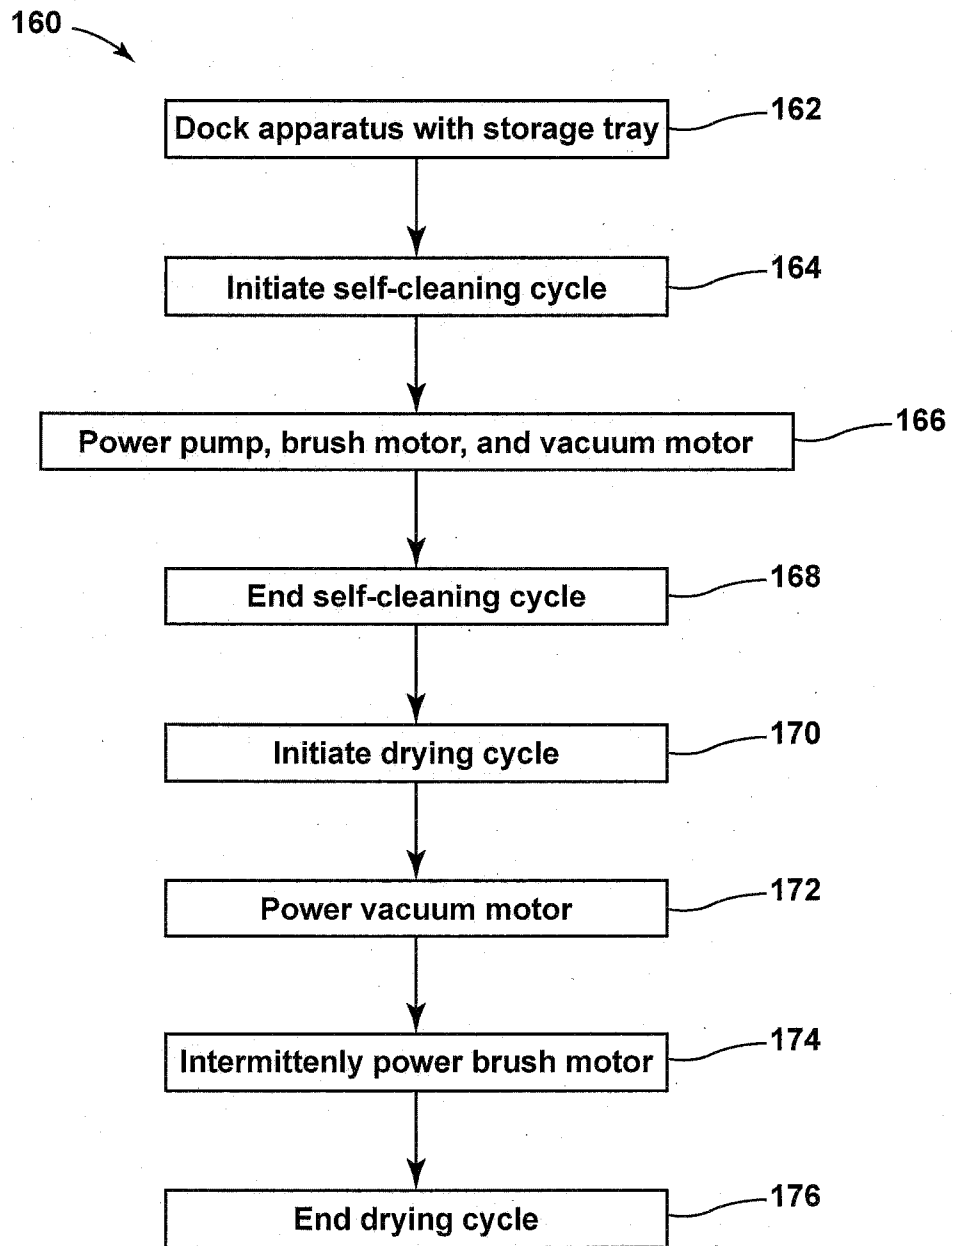 160
Dock apparatus with storage tray
162
Initiate self-cleaning cycle
164
Power pump, brush motor, and vacuum motor
166
End self-cleaning cycle
168
Initiate drying cycle
170
Power vacuum motor
172
Intermittenly power brush motor
174
End drying cycle
176